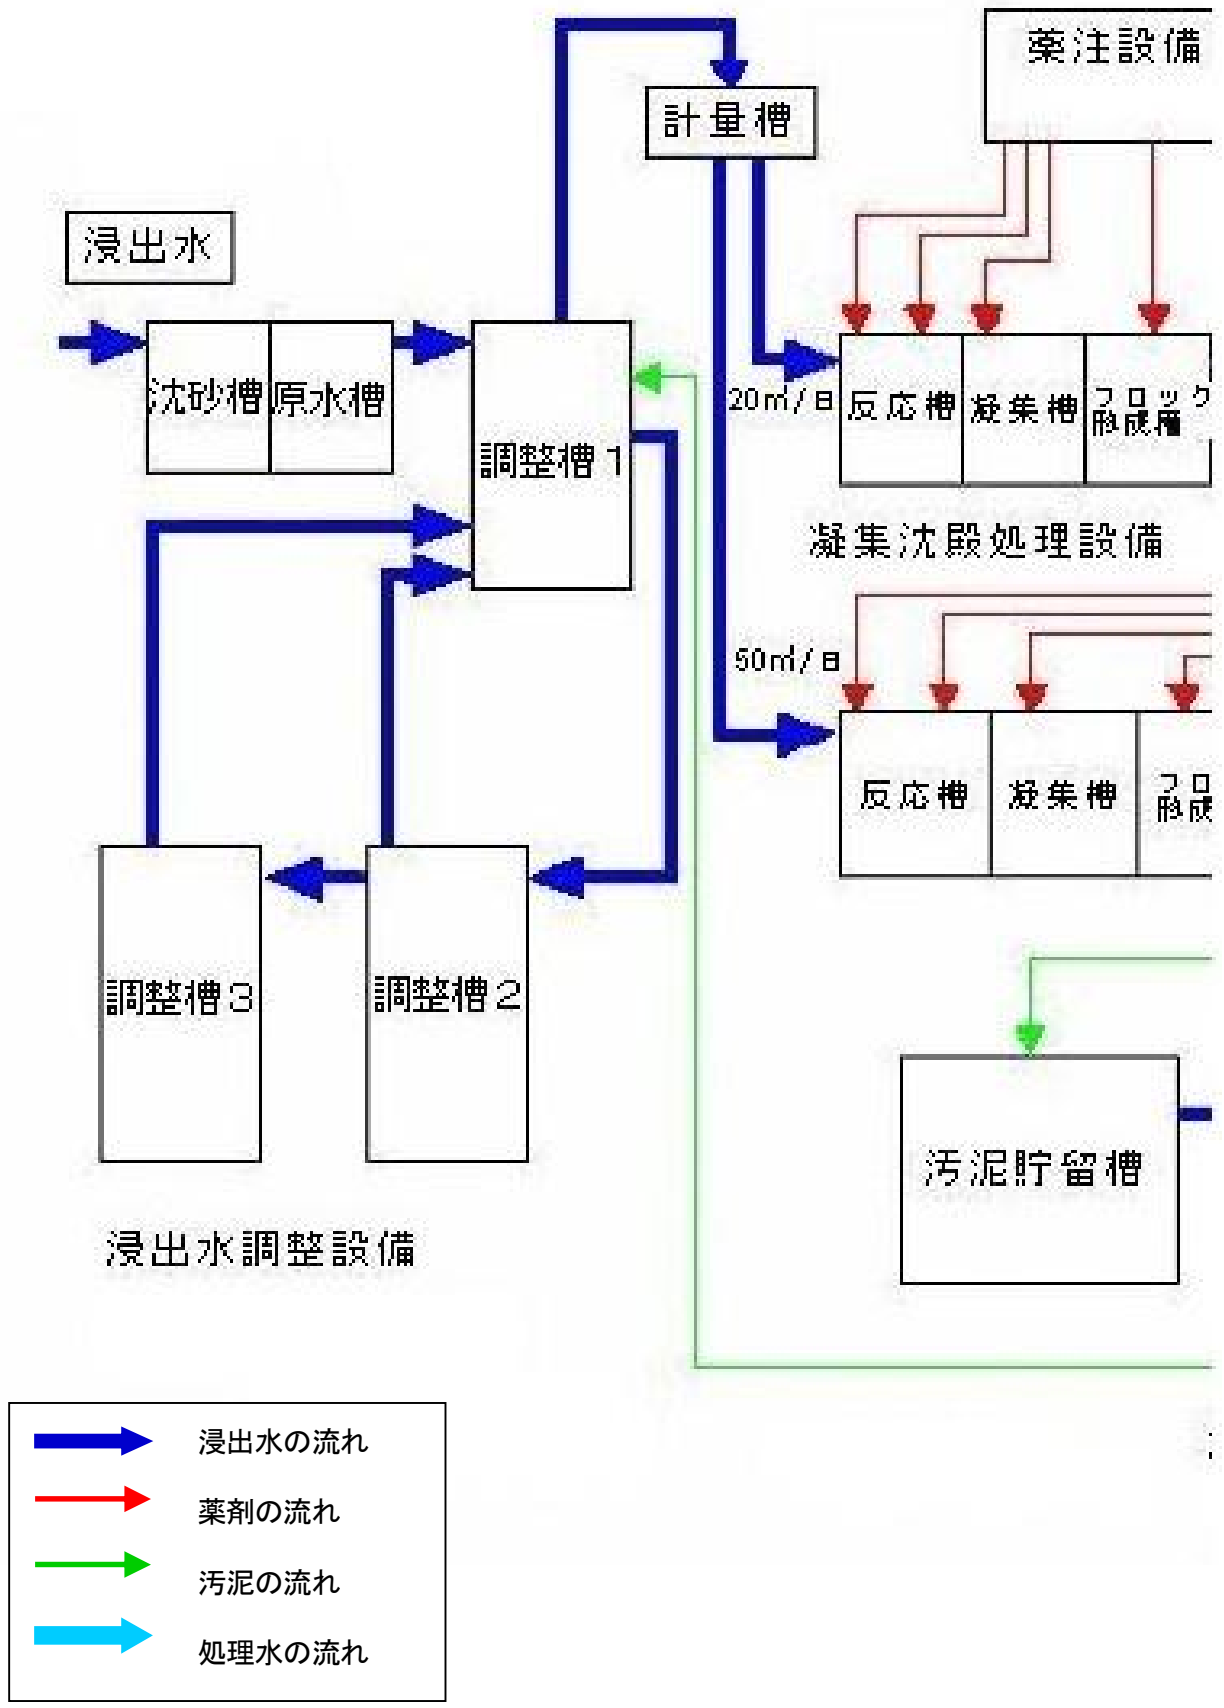 薬注設備
計量槽
浸出水
沈砂槽
原水槽
調整槽1
20㎥/日
反応槽
凝集槽
フロック
形成槽
凝集沈殿処理設備
50㎥/日
反応槽
凝集槽
フロ
形成
調整槽3
調整槽2
汚泥貯留槽
浸出水調整設備
浸出水の流れ
薬剤の流れ
汚泥の流れ
処理水の流れ